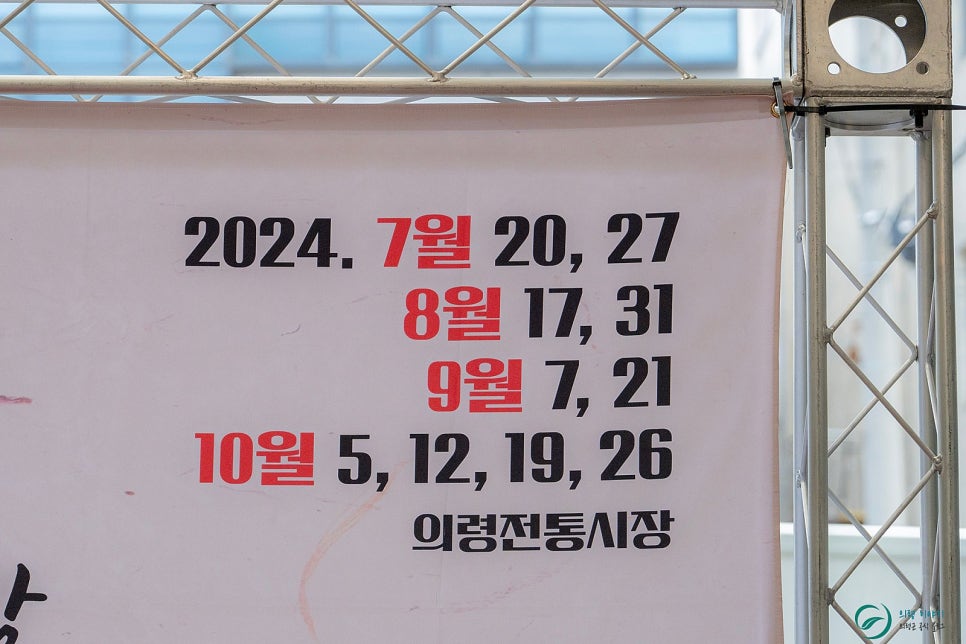 2024. 7월 20, 27
8월 17, 31
9월 7, 21
10월 5, 12, 19, 26
의령전통시장